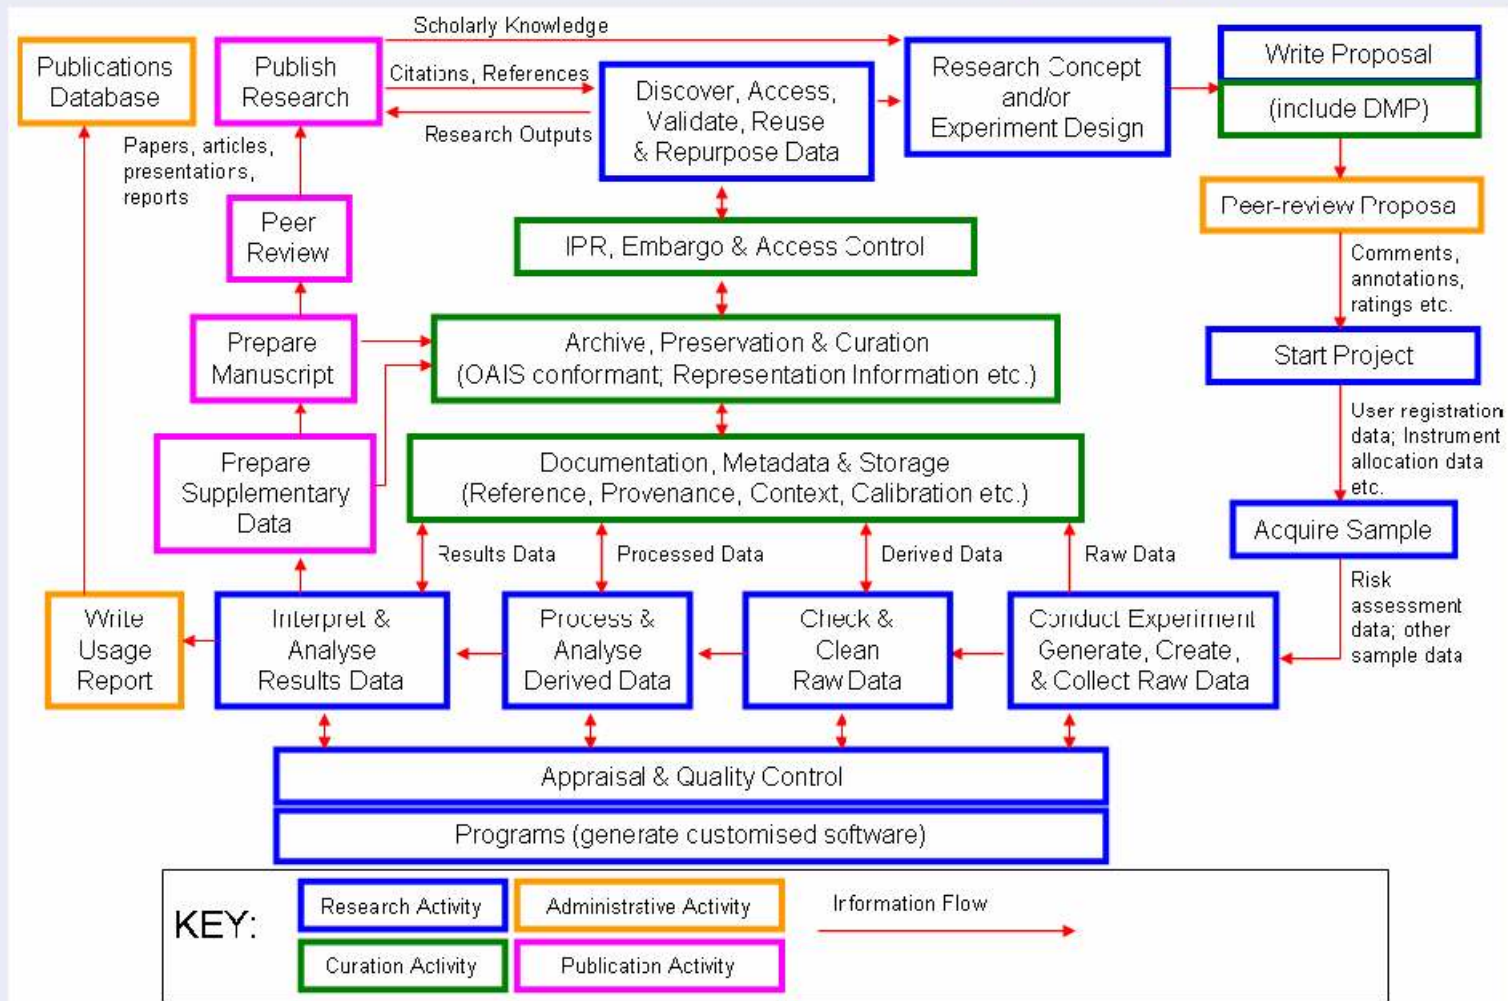 Scholarly Knowledge
Publications
Database
Publish
Research
Citations, References
Research Outputs
Discover, Access,
Validate, Reuse
& Repurpose Data
Research Concept
and/or
Experiment Design
Write Proposal
(include DMP)
Papers, articles,
presentations,
reports
Peer
Review
IPR, Embargo & Access Control
Peer-review Proposa
Comments,
annotations,
ratings etc.
Prepare
Manuscript
Archive, Preservation & Curation
(OAIS conformant; Representation Information etc.)
Start Project
User registration
data; Instrument
allocation data
etc.
Prepare
Supplementary
Data
Documentation, Metadata & Storage
(Reference, Provenance, Context, Calibration etc.)
Acquire Sample
Results Data
Processed Data
Derived Data
Raw Data
Risk
assessment
data; other
sample data
Write
Usage
Report
Interpret &
Analyse
Results Data
Process &
Analyse
Derived Data
Check &
Clean
Raw Data
Conduct Experiment
Generate, Create,
& Collect Raw Data
Appraisal & Quality Control
Programs (generate customised software)
KEY:
Research Activity
Administrative Activity
Information Flow
Curation Activity
Publication Activity